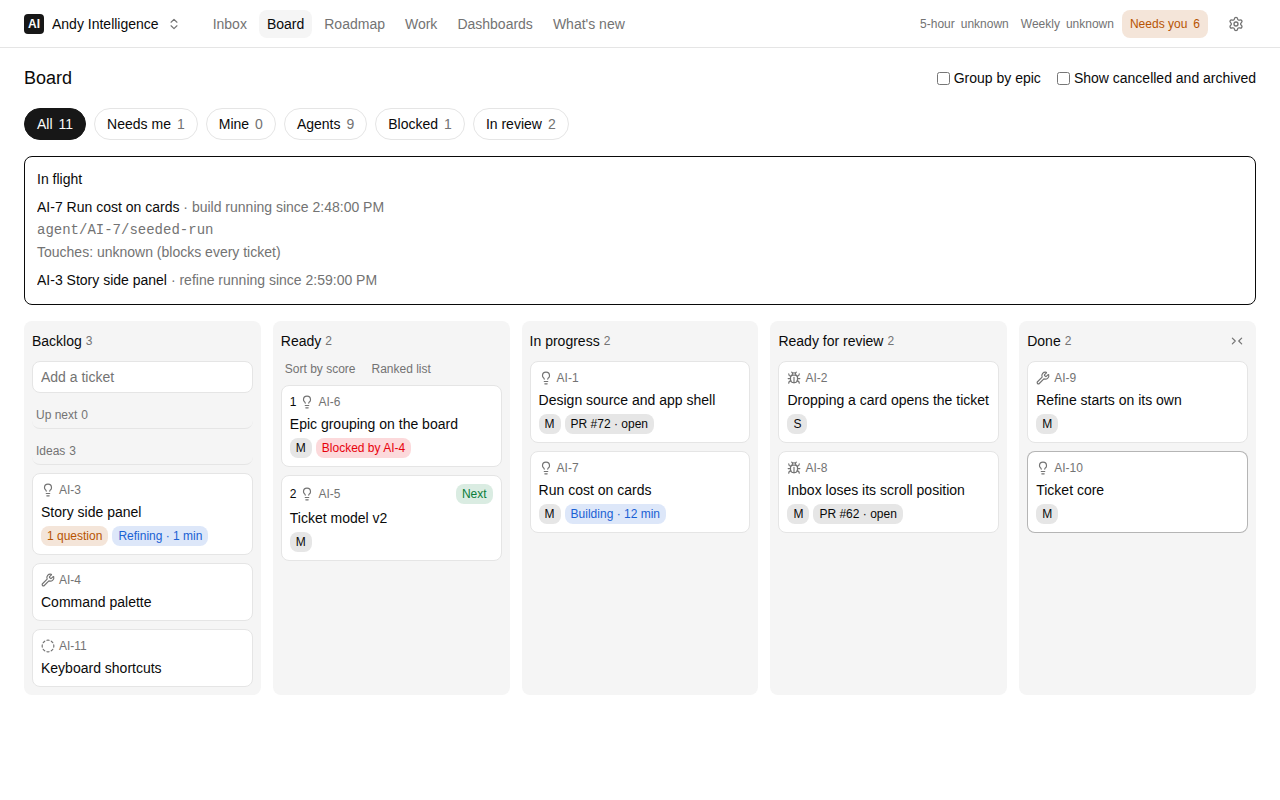 AI Andy Intelligence Inbox Board Roadmap Work Dashboards What's new 5-hour unknown Weekly unknown Needs you 6
Board
Group by epic Show cancelled and archived
All 11 Needs me 1 Mine 0 Agents 9 Blocked 1 In review 2
In flight
AI-7 Run cost on cards · build running since 2:48:00 PM
agent/AI-7/seeded-run
Touches: unknown (blocks every ticket)
AI-3 Story side panel · refine running since 2:59:00 PM
Backlog 3
Add a ticket
Up next 0
Ideas 3
AI-3
Story side panel
1 question Refining · 1 min
AI-4
Command palette
AI-11
Keyboard shortcuts
Ready 2
Sort by score Ranked list
1 AI-6
Epic grouping on the board
M Blocked by AI-4
2 AI-5 Next
Ticket model v2
M
In progress 2
AI-1
Design source and app shell
M PR #72 · open
AI-7
Run cost on cards
M Building · 12 min
Ready for review 2
AI-2
Dropping a card opens the ticket
S
AI-8
Inbox loses its scroll position
M PR #62 · open
Done 2
AI-9
Refine starts on its own
M
AI-10
Ticket core
M